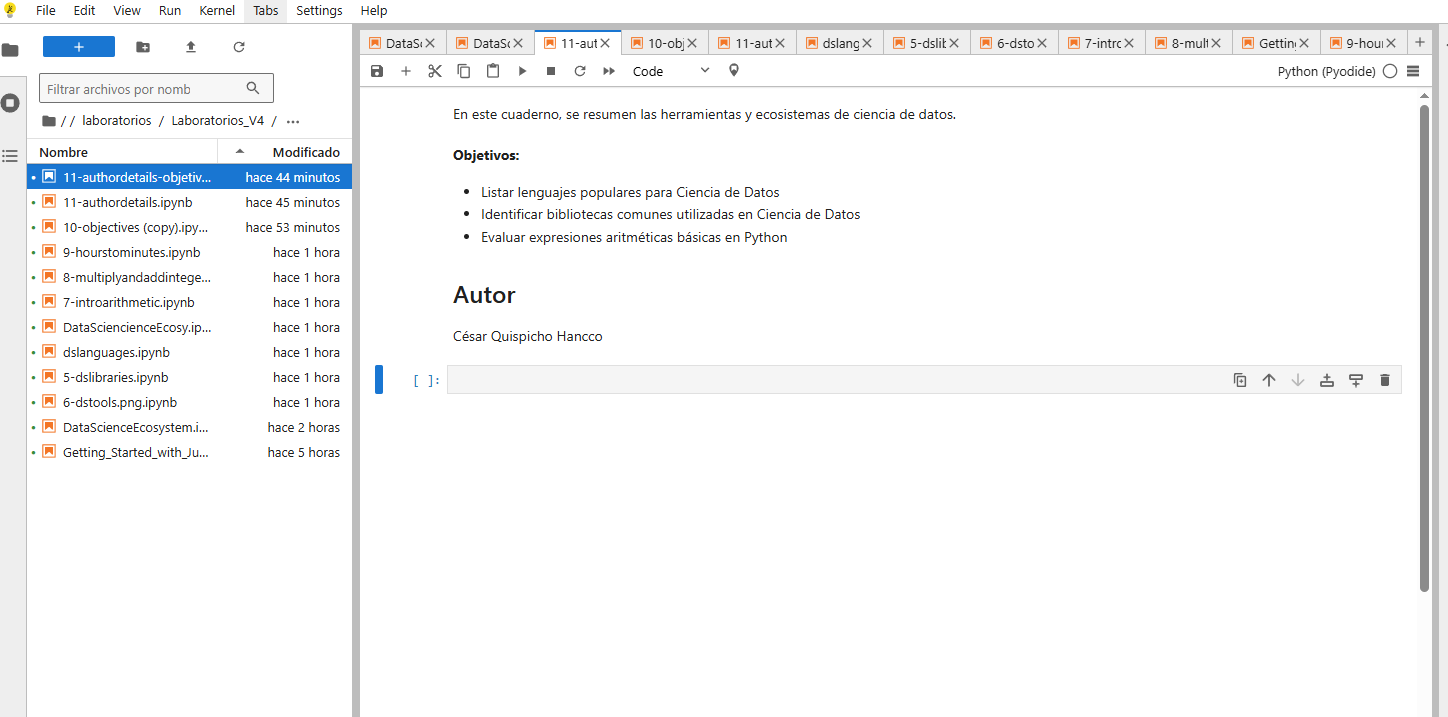 File Edit View Run Kernel Tabs Settings Help
+
Filtrar archivos por nomb
/ / laboratorios / Laboratorios_V4 / ...
Nombre Modificado
11-authordetails-objetiv... hace 44 minutos
11-authordetails.ipynb hace 45 minutos
10-objectives (copy).ipy... hace 53 minutos
9-hourstominutes.ipynb hace 1 hora
8-multiplyandaddintege... hace 1 hora
7-introarithmetic.ipynb hace 1 hora
DataSciencienceEcosy.ip... hace 1 hora
dslanguages.ipynb hace 1 hora
5-dslibraries.ipynb hace 1 hora
6-dstools.png.ipynb hace 1 hora
DataScienceEcosystem.i... hace 2 horas
Getting_Started_with_Ju... hace 5 horas
DataSc DataSc 11-aut 10-obj 11-aut dslang 5-dslib 6-dsto 7-intro 8-mult Getting 9-hour
Code Python (Pyodide)
En este cuaderno, se resumen las herramientas y ecosistemas de ciencia de datos.
Objetivos:
• Listar lenguajes populares para Ciencia de Datos
• Identificar bibliotecas comunes utilizadas en Ciencia de Datos
• Evaluar expresiones aritméticas básicas en Python
Autor
César Quispicho Hancco
[ ]: